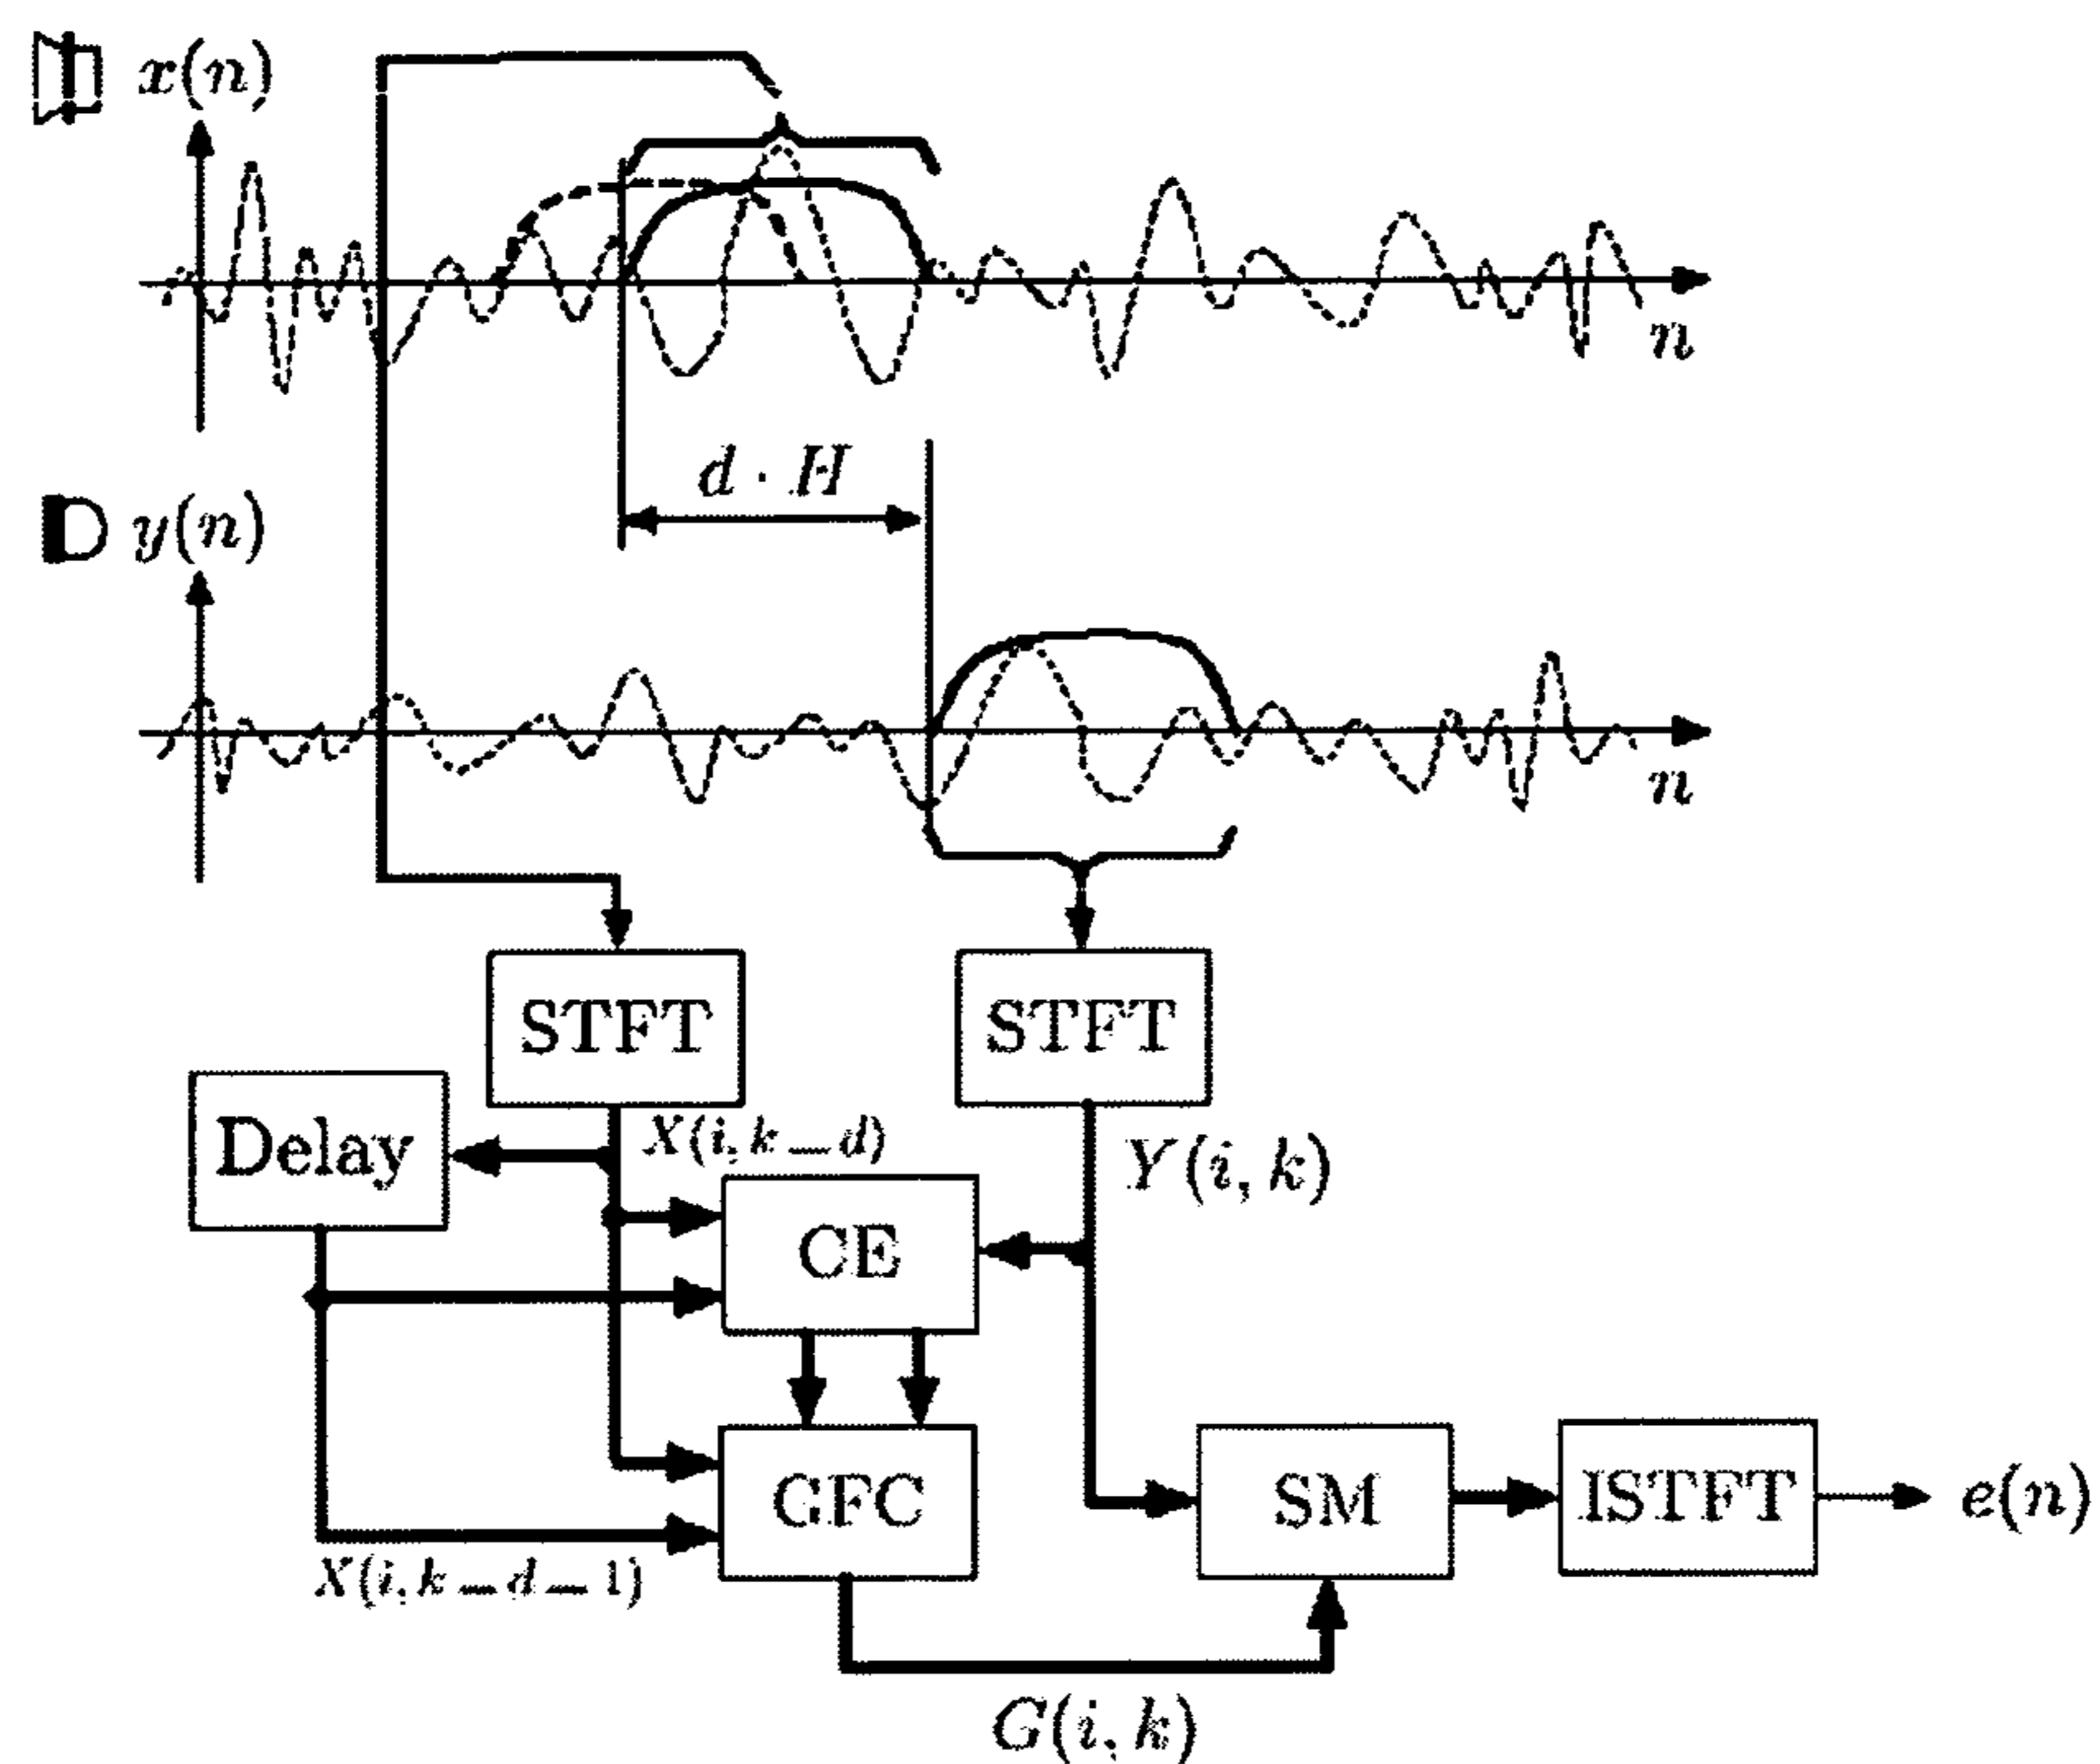 x(n)
n
d · H
y(n)
n
STFT
STFT
Delay
X(i, k − d)
Y(i, k)
CE
GFC
SM
ISTFT
e(n)
X(i, k − d − 1)
G(i, k)